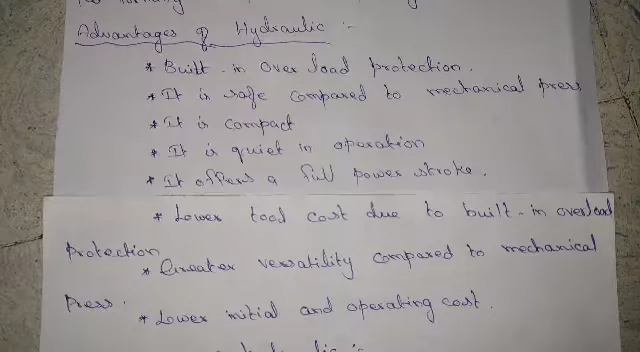 Advantages of Hydraulic :-
* Built-in over load protection.
* It is safe compared to mechanical press
* It is compact
* It is quiet in operation
* It offers a full power stroke.
* Lower tool cost due to built-in overload
protection
* Greater versatility compared to mechanical
press.
* Lower initial and operating cost.